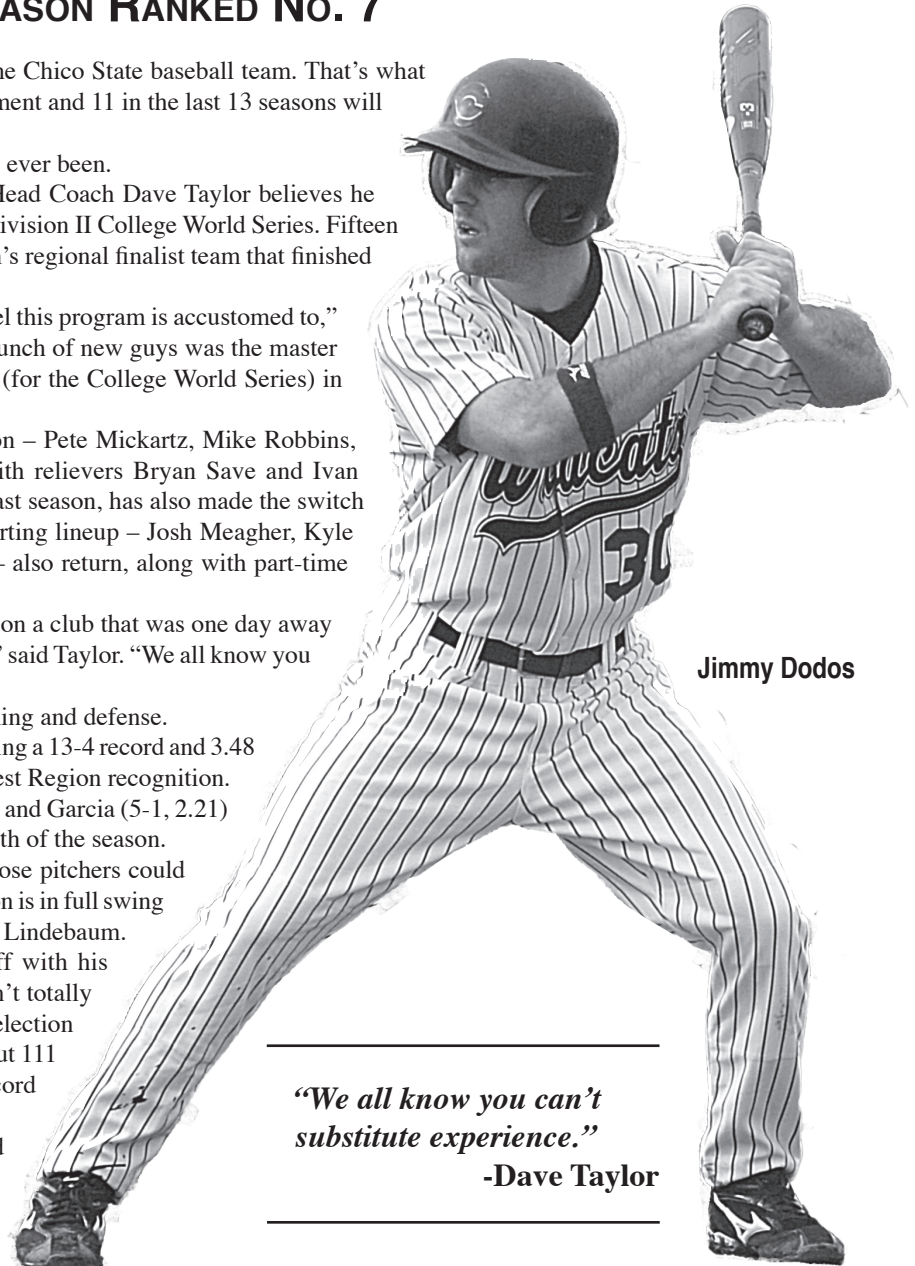 ASON RANKED NO. 7
he Chico State baseball team. That’s what
ment and 11 in the last 13 seasons will
ever been.
Head Coach Dave Taylor believes he
ivision II College World Series. Fifteen
n’s regional finalist team that finished
el this program is accustomed to,”
unch of new guys was the master
(for the College World Series) in
on – Pete Mickartz, Mike Robbins,
ith relievers Bryan Save and Ivan
ast season, has also made the switch
rting lineup – Josh Meagher, Kyle
– also return, along with part-time
on a club that was one day away
” said Taylor. “We all know you
ing and defense.
ng a 13-4 record and 3.48
est Region recognition.
and Garcia (5-1, 2.21)
th of the season.
ose pitchers could
on is in full swing
Lindebaum.
ff with his
n’t totally
election
ut 111
cord
d
Wildcats
30
-3
Jimmy Dodos
“We all know you can’t
substitute experience.”
-Dave Taylor